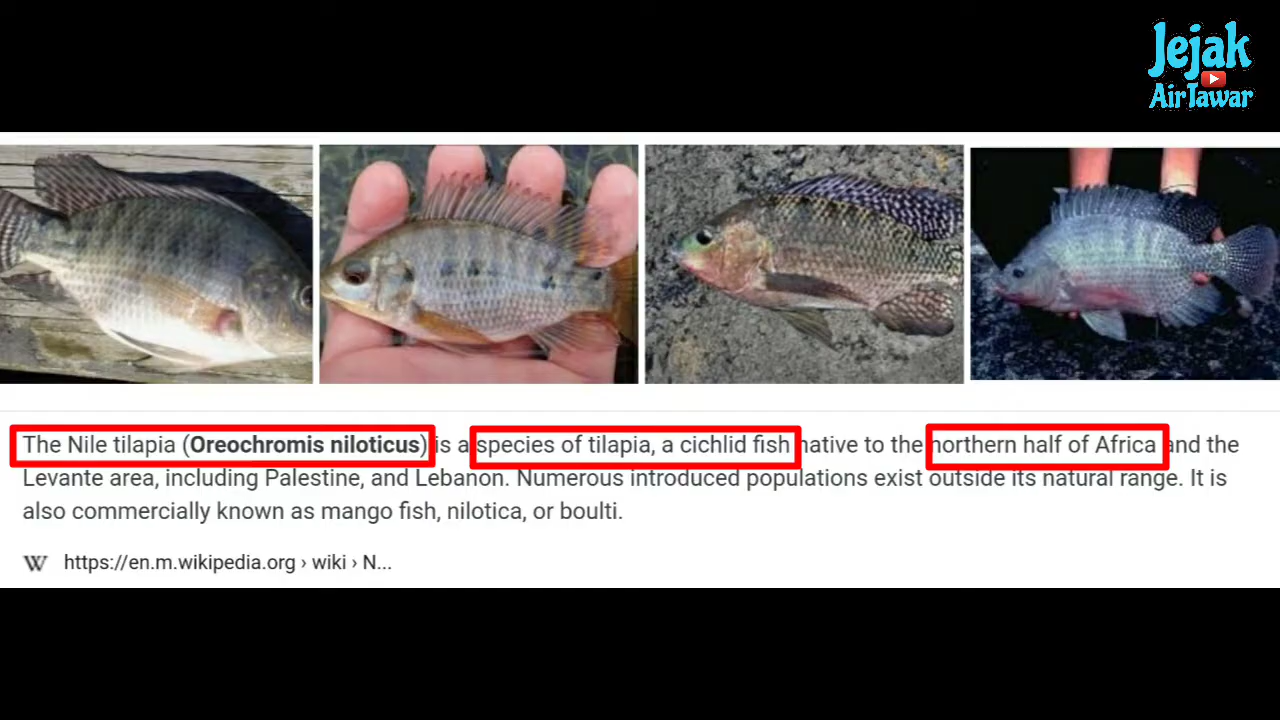 Jejak
Air Tawar
The Nile tilapia (Oreochromis niloticus) is a species of tilapia, a cichlid fish native to the northern half of Africa and the
Levante area, including Palestine, and Lebanon. Numerous introduced populations exist outside its natural range. It is
also commercially known as mango fish, nilotica, or boulti.
W https://en.m.wikipedia.org › wiki › N...